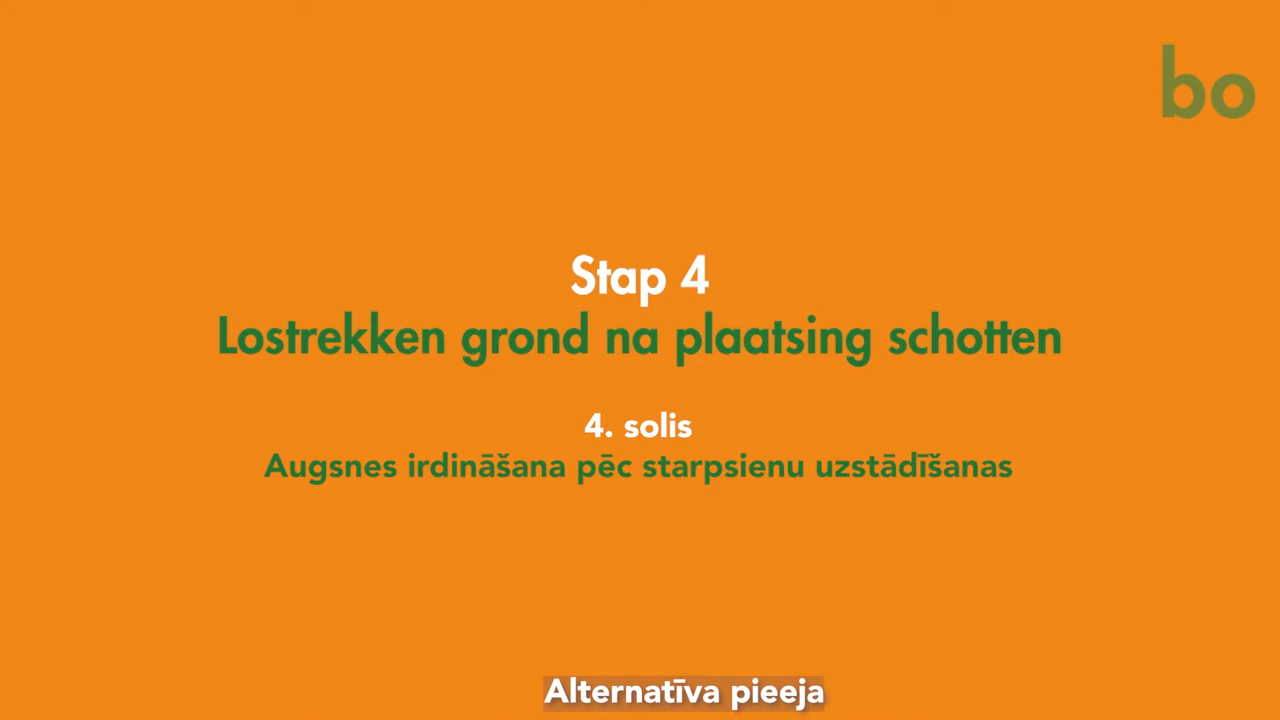 bo
Stap 4
Lostrekken grond na plaatsing schotten
4. solis
Augsnes irdināšana pēc starpsienu uzstādīšanas
Alternatīva pieeja